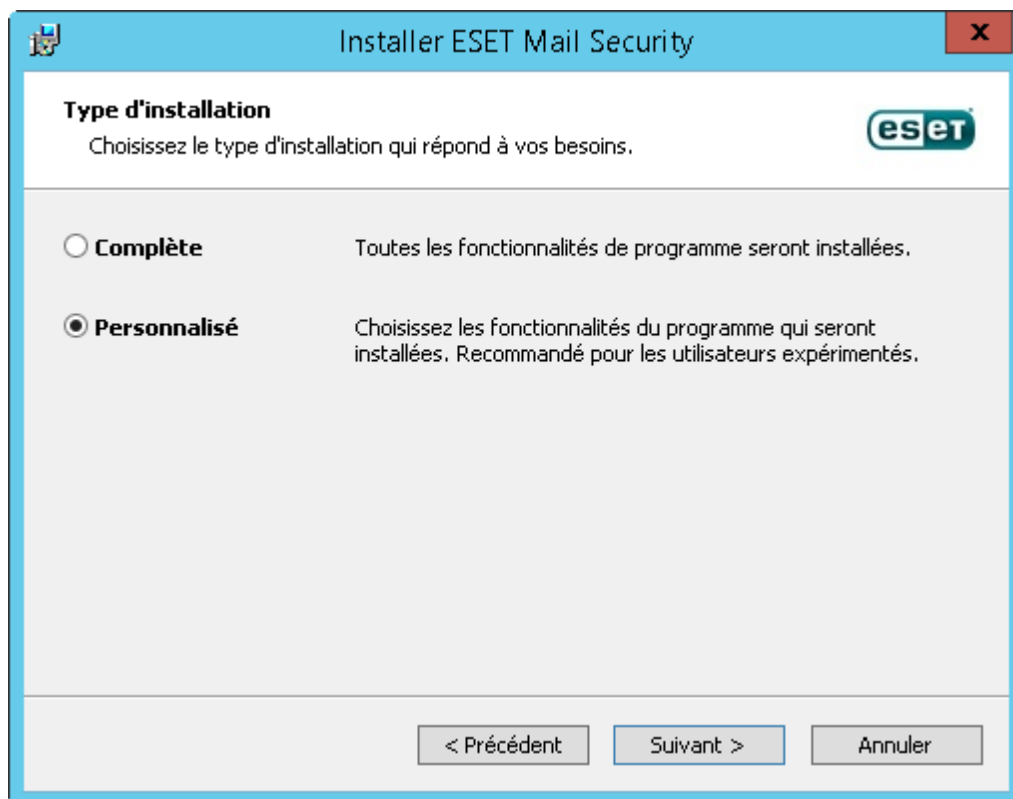 Installer ESET Mail Security
x
Type d'installation
Choisissez le type d'installation qui répond à vos besoins.
eseT
Complète
Toutes les fonctionnalités de programme seront installées.
Personnalisé
Choisissez les fonctionnalités du programme qui seront
installées. Recommandé pour les utilisateurs expérimentés.
< Précédent
Suivant >
Annuler